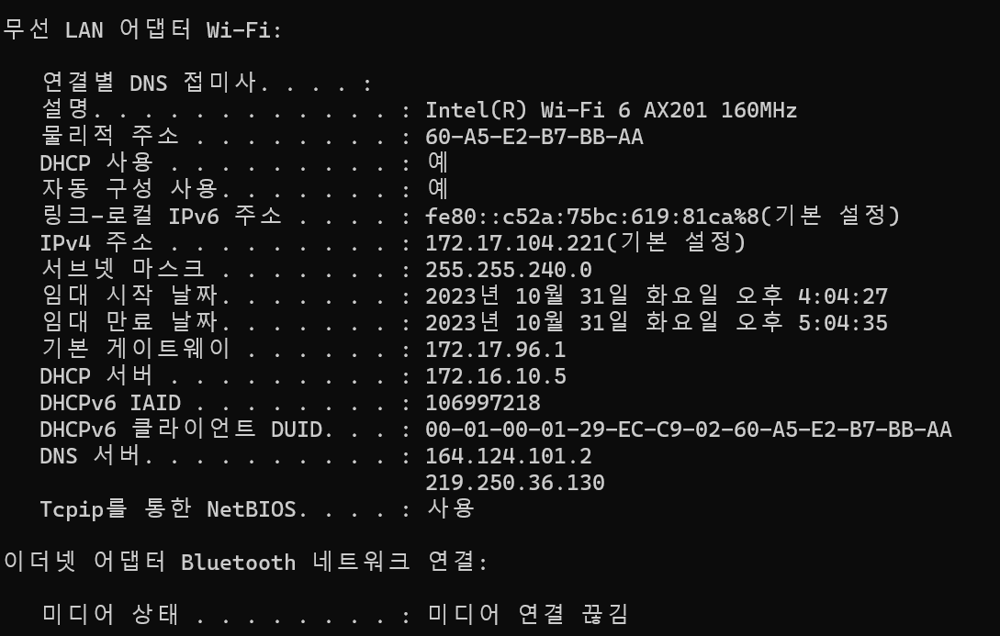 무선 LAN 어댑터 Wi-Fi:
연결별 DNS 접미사. . . . :
설명. . . . . . . . . . . . : Intel(R) Wi-Fi 6 AX201 160MHz
물리적 주소 . . . . . . . . : 60-A5-E2-B7-BB-AA
DHCP 사용 . . . . . . . . . : 예
자동 구성 사용. . . . . . . : 예
링크-로컬 IPv6 주소 . . . . : fe80::c52a:75bc:619:81ca%8(기본 설정)
IPv4 주소 . . . . . . . . . : 172.17.104.221(기본 설정)
서브넷 마스크 . . . . . . . : 255.255.240.0
임대 시작 날짜. . . . . . . : 2023년 10월 31일 화요일 오후 4:04:27
임대 만료 날짜. . . . . . . : 2023년 10월 31일 화요일 오후 5:04:35
기본 게이트웨이 . . . . . . : 172.17.96.1
DHCP 서버 . . . . . . . . . : 172.16.10.5
DHCPv6 IAID . . . . . . . . : 106997218
DHCPv6 클라이언트 DUID. . . : 00-01-00-01-29-EC-C9-02-60-A5-E2-B7-BB-AA
DNS 서버. . . . . . . . . . : 164.124.101.2
219.250.36.130
Tcpip를 통한 NetBIOS. . . . : 사용
이더넷 어댑터 Bluetooth 네트워크 연결:
미디어 상태 . . . . . . . . : 미디어 연결 끊김